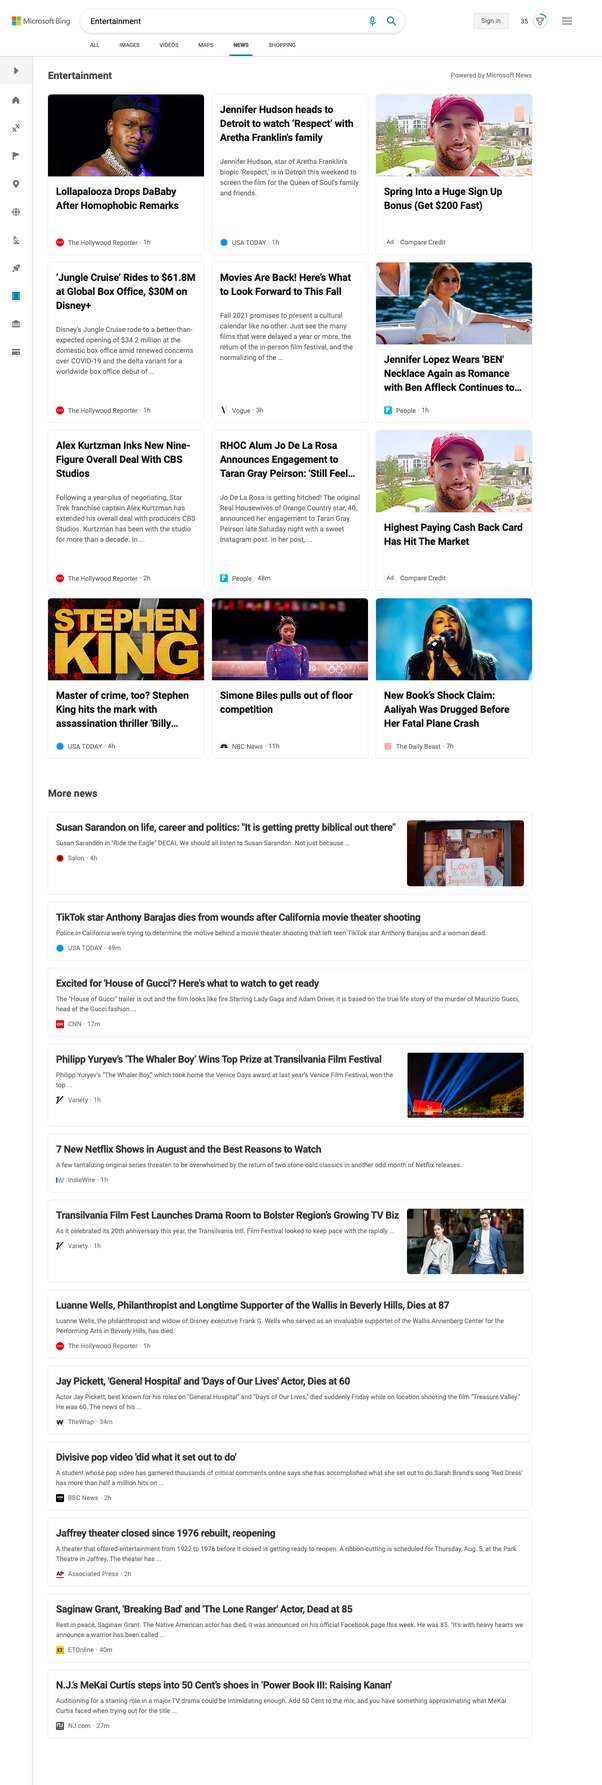 Microsoft Bing
Entertainment
Sign in
35
ALL IMAGES VIDEOS MAPS NEWS SHOPPING
Entertainment
Powered by Microsoft News
Lollapalooza Drops DaBaby
After Homophobic Remarks
The Hollywood Reporter · 1h
Jennifer Hudson heads to
Detroit to watch ‘Respect’ with
Aretha Franklin's family
Jennifer Hudson, star of Aretha Franklin's
biopic 'Respect,' is in Detroit this weekend to
screen the film for the Queen of Soul's family
and friends.
USA TODAY · 1h
Spring Into a Huge Sign Up
Bonus (Get $200 Fast)
Ad Compare Credit
‘Jungle Cruise’ Rides to $61.8M
at Global Box Office, $30M on
Disney+
Disney's Jungle Cruise rode to a better-than-
expected opening of $34.2 million at the
domestic box office amid renewed concerns
over COVID-19 and the delta variant for a
worldwide box office debut of ...
The Hollywood Reporter · 1h
Movies Are Back! Here’s What
to Look Forward to This Fall
Fall 2021 promises to present a cultural
calendar like no other. Just see the many
films that were delayed a year or more, the
return of the in-person film festival, and the
normalizing of the ...
Vogue · 3h
Jennifer Lopez Wears 'BEN'
Necklace Again as Romance
with Ben Affleck Continues to...
People · 1h
Alex Kurtzman Inks New Nine-
Figure Overall Deal With CBS
Studios
Following a year-plus of negotiating, Star
Trek franchise captain Alex Kurtzman has
extended his overall deal with producers CBS
Studios. Kurtzman has been with the studio
for more than a decade. In ...
The Hollywood Reporter · 2h
RHOC Alum Jo De La Rosa
Announces Engagement to
Taran Gray Peirson: 'Still Feel...
Jo De La Rosa is getting hitched! The original
Real Housewives of Orange Country star, 40,
announced her engagement to Taran Gray
Peirson late Saturday night with a sweet
Instagram post. In her post, ...
People · 48m
Highest Paying Cash Back Card
Has Hit The Market
Ad Compare Credit
STEPHEN
KING
Master of crime, too? Stephen
King hits the mark with
assassination thriller 'Billy...
USA TODAY · 4h
Simone Biles pulls out of floor
competition
NBC News · 11h
New Book’s Shock Claim:
Aaliyah Was Drugged Before
Her Fatal Plane Crash
The Daily Beast · 7h
More news
Susan Sarandon on life, career and politics: "It is getting pretty biblical out there"
Susan Sarandon in "Ride the Eagle" DECAL We should all listen to Susan Sarandon. Not just because ...
Salon · 4h
Love
is
Important
TikTok star Anthony Barajas dies from wounds after California movie theater shooting
Police in California were trying to determine the motive behind a movie theater shooting that left teen TikTok star Anthony Barajas and a woman dead.
USA TODAY · 49m
Excited for 'House of Gucci'? Here's what to watch to get ready
The "House of Gucci" trailer is out and the film looks like fire.Starring Lady Gaga and Adam Driver, it is based on the true life story of the murder of Maurizio Gucci,
head of the Gucci fashion ...
CNN · 17m
Philipp Yuryev’s ‘The Whaler Boy’ Wins Top Prize at Transilvania Film Festival
Philipp Yuryev’s “The Whaler Boy,” which took home the Venice Days award at last year’s Venice Film Festival, won the
top ...
Variety · 1h
7 New Netflix Shows in August and the Best Reasons to Watch
A few tantalizing original series threaten to be overwhelmed by the return of two stone-cold classics in another odd month of Netflix releases.
IndieWire · 1h
Transilvania Film Fest Launches Drama Room to Bolster Region’s Growing TV Biz
As it celebrated its 20th anniversary this year, the Transilvania Intl. Film Festival looked to keep pace with the rapidly ...
Variety · 1h
Luanne Wells, Philanthropist and Longtime Supporter of the Wallis in Beverly Hills, Dies at 87
Luanne Wells, the philanthropist and widow of Disney executive Frank G. Wells who served as an invaluable supporter of the Wallis Annenberg Center for the
Performing Arts in Beverly Hills, has died.
The Hollywood Reporter · 1h
Jay Pickett, 'General Hospital' and 'Days of Our Lives' Actor, Dies at 60
Actor Jay Pickett, best known for his roles on "General Hospital" and "Days of Our Lives," died suddenly Friday while on location shooting the film "Treasure Valley."
He was 60. The news of his ...
TheWrap · 34m
Divisive pop video 'did what it set out to do'
A student whose pop video has garnered thousands of critical comments online says she has accomplished what she set out to do.Sarah Brand's song 'Red Dress'
has more than half a million hits on ...
BBC News · 2h
Jaffrey theater closed since 1976 rebuilt, reopening
A theater that offered entertainment from 1922 to 1976 before it closed is getting ready to reopen. A ribbon-cutting is scheduled for Thursday, Aug. 5, at the Park
Theatre in Jaffrey. The theater has ...
Associated Press · 2h
Saginaw Grant, 'Breaking Bad' and 'The Lone Ranger' Actor, Dead at 85
Rest in peace, Saginaw Grant. The Native American actor has died, it was announced on his official Facebook page this week. He was 85. "It's with heavy hearts we
announce a warrior has been called ...
ETOnline · 40m
N.J.’s MeKai Curtis steps into 50 Cent’s shoes in ‘Power Book III: Raising Kanan’
Auditioning for a starring role in a major TV drama could be intimidating enough. Add 50 Cent to the mix, and you have something approximating what MeKai
Curtis faced when trying out for the title ...
NJ.com · 27m